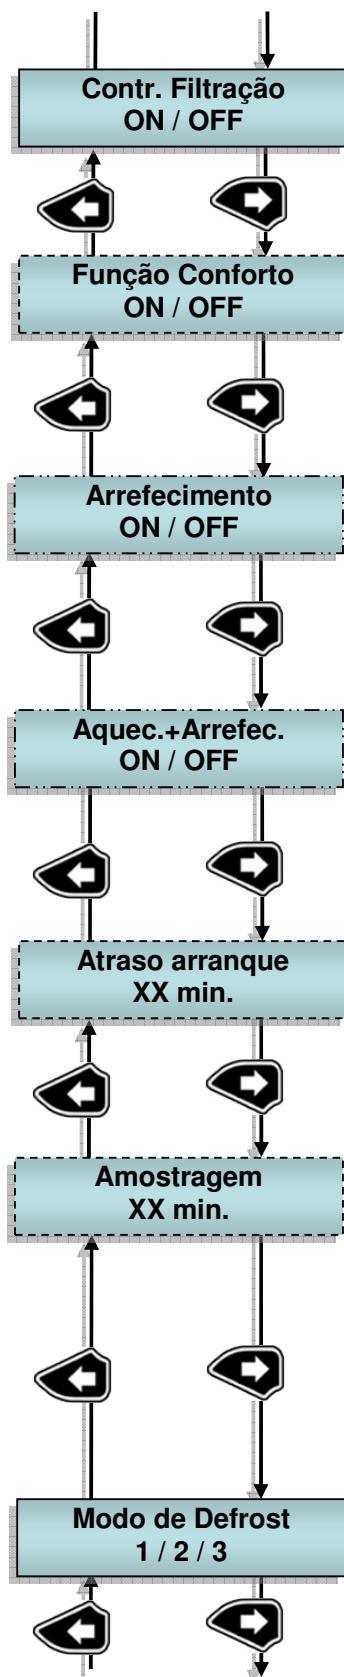 Contr. Filtração
ON / OFF
Função Conforto
ON / OFF
Arrefecimento
ON / OFF
Aquec.+Arrefec.
ON / OFF
Atraso arranque
XX min.
Amostragem
XX min.
Modo de Defrost
1 / 2 / 3